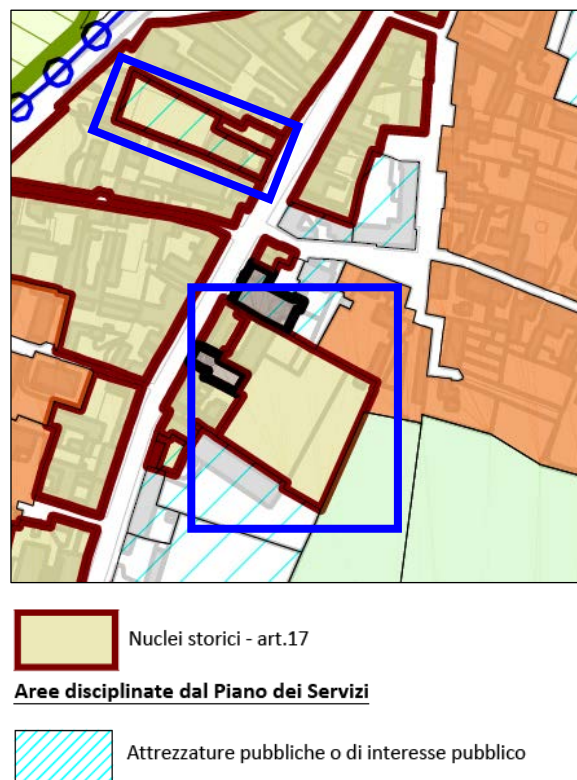 Nuclei storici - art.17
Aree disciplinate dal Piano dei Servizi
Attrezzature pubbliche o di interesse pubblico